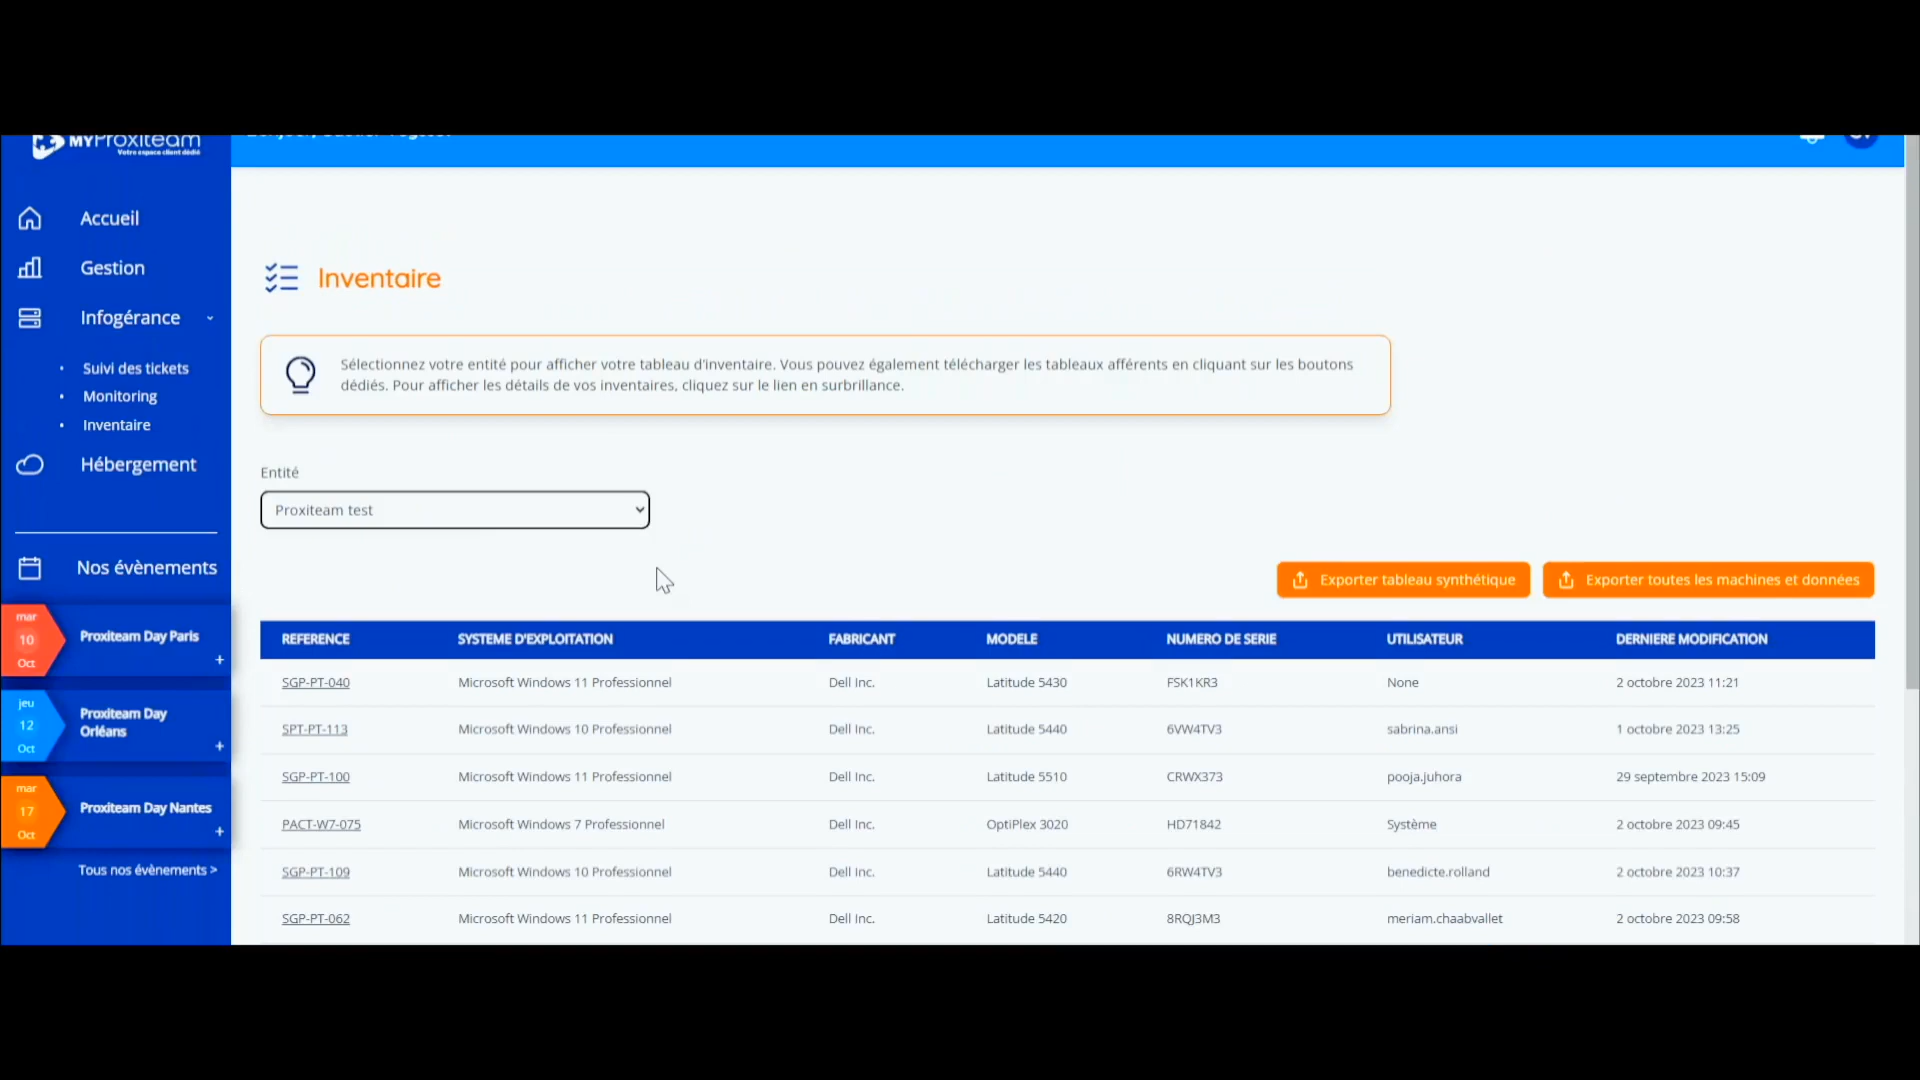 MYProxiteam
Votre espace client dédié
Accueil
Gestion
Infogérance
Suivi des tickets
Monitoring
Inventaire
Hébergement
Nos évènements
mar
10
Oct
Proxiteam Day Paris
+
jeu
12
Oct
Proxiteam Day
Orléans
+
mar
17
Oct
Proxiteam Day Nantes
+
Tous nos évènements >
Inventaire
Sélectionnez votre entité pour afficher votre tableau d'inventaire. Vous pouvez également télécharger les tableaux afférents en cliquant sur les boutons
dédiés. Pour afficher les détails de vos inventaires, cliquez sur le lien en surbrillance.
Entité
Proxiteam test
Exporter tableau synthétique
Exporter toutes les machines et données
REFERENCE SYSTEME D'EXPLOITATION FABRICANT MODELE NUMERO DE SERIE UTILISATEUR DERNIERE MODIFICATION
SGP-PT-040 Microsoft Windows 11 Professionnel Dell Inc. Latitude 5430 FSK1KR3 None 2 octobre 2023 11:21
SPT-PT-113 Microsoft Windows 10 Professionnel Dell Inc. Latitude 5440 6VW4TV3 sabrina.ansi 1 octobre 2023 13:25
SGP-PT-100 Microsoft Windows 11 Professionnel Dell Inc. Latitude 5510 CRWX373 pooja.juhora 29 septembre 2023 15:09
PACT-W7-075 Microsoft Windows 7 Professionnel Dell Inc. OptiPlex 3020 HD71842 Système 2 octobre 2023 09:45
SGP-PT-109 Microsoft Windows 10 Professionnel Dell Inc. Latitude 5440 6RW4TV3 benedicte.rolland 2 octobre 2023 10:37
SGP-PT-062 Microsoft Windows 11 Professionnel Dell Inc. Latitude 5420 8RQJ3M3 meriam.chaabvallet 2 octobre 2023 09:58